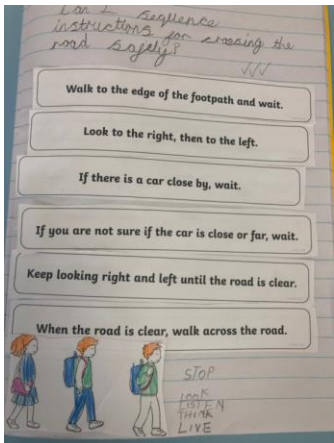 Can I sequence
instructions for crossing the
road safely?
Walk to the edge of the footpath and wait.
Look to the right, then to the left.
If there is a car close by, wait.
If you are not sure if the car is close or far, wait.
Keep looking right and left until the road is clear.
When the road is clear, walk across the road.
STOP
LOOK
LISTEN
THINK
LIVE